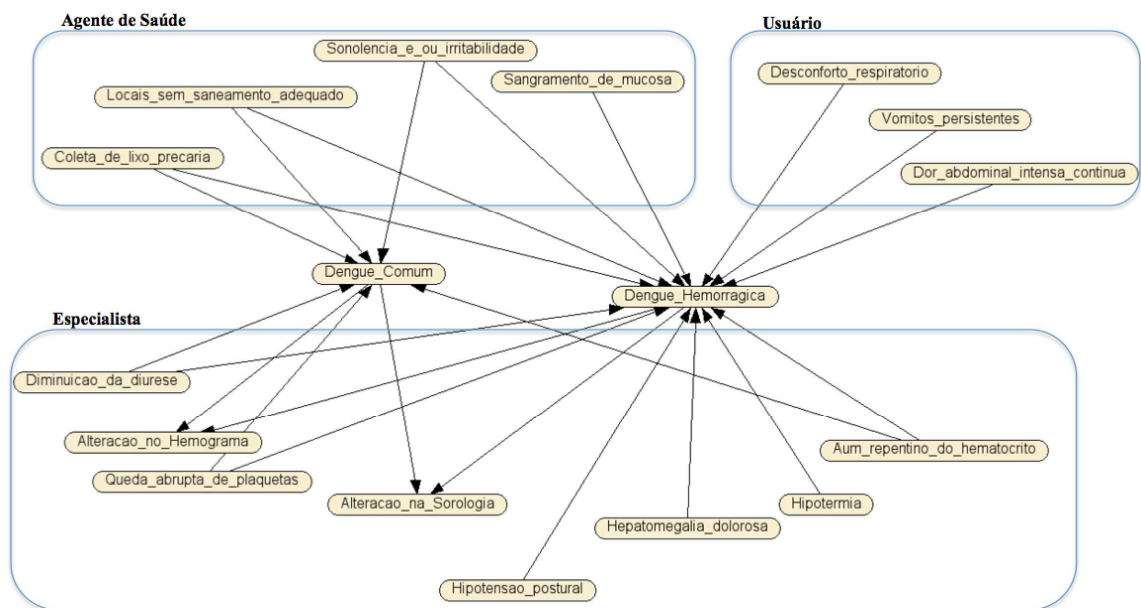 Agente de Saúde
Usuário
Sonolencia_e_ou_irritabilidade
Sangramento_de_mucosa
Desconforto_respiratorio
Locais_sem_saneamento_adequado
Vomitos_persistentes
Coleta_de_lixo_precaria
Dor_abdominal_intensa_continua
Dengue_Comum
Dengue_Hemorragica
Especialista
Diminuicao_da_diurese
Alteracao_no_Hemograma
Aum_repentino_do_hematocrito
Queda_abrupta_de_plaquetas
Alteracao_na_Sorologia
Hipotermia
Hepatomegalia_dolorosa
Hipotensao_postural